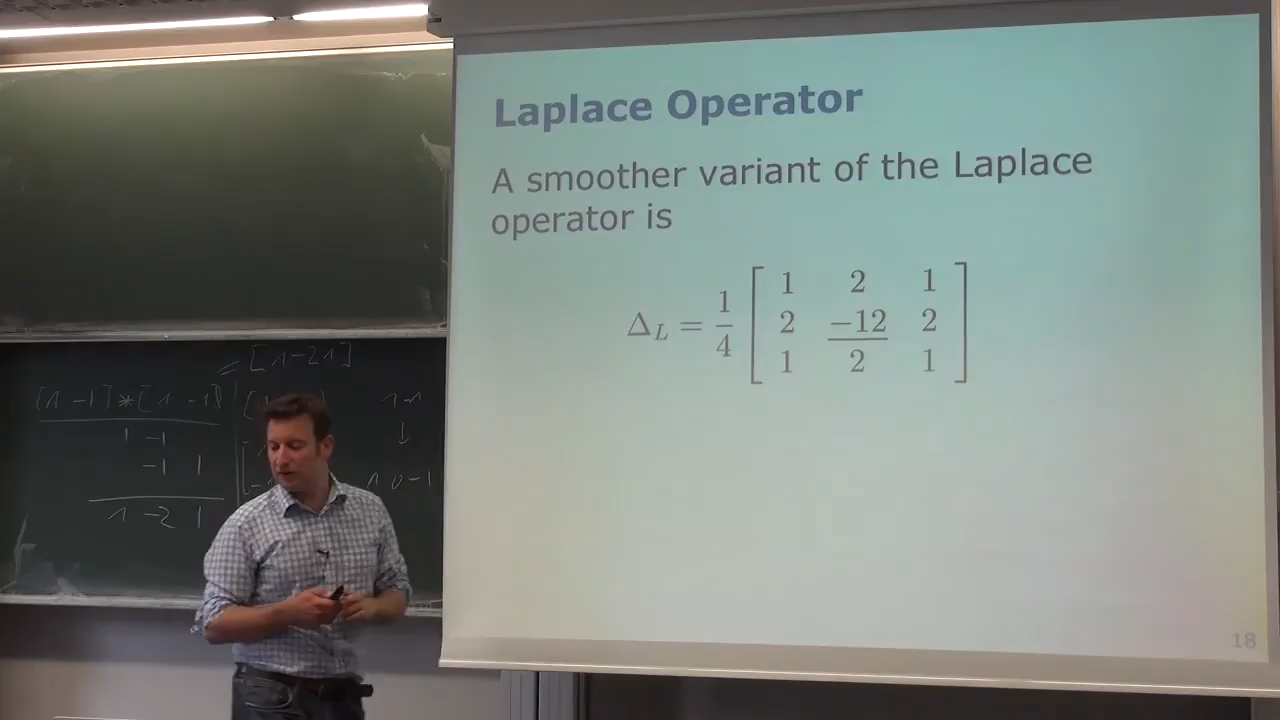 Laplace Operator
A smoother variant of the Laplace
operator is
Δ_L = 1/4 [ 1 2 1
2 -12 2
1 2 1 ]
18
= [1 -2 1]
[1 -1] * [1 -1]
1 -1
-1 1
1 -2 1
1 -1
↓
1 0 -1